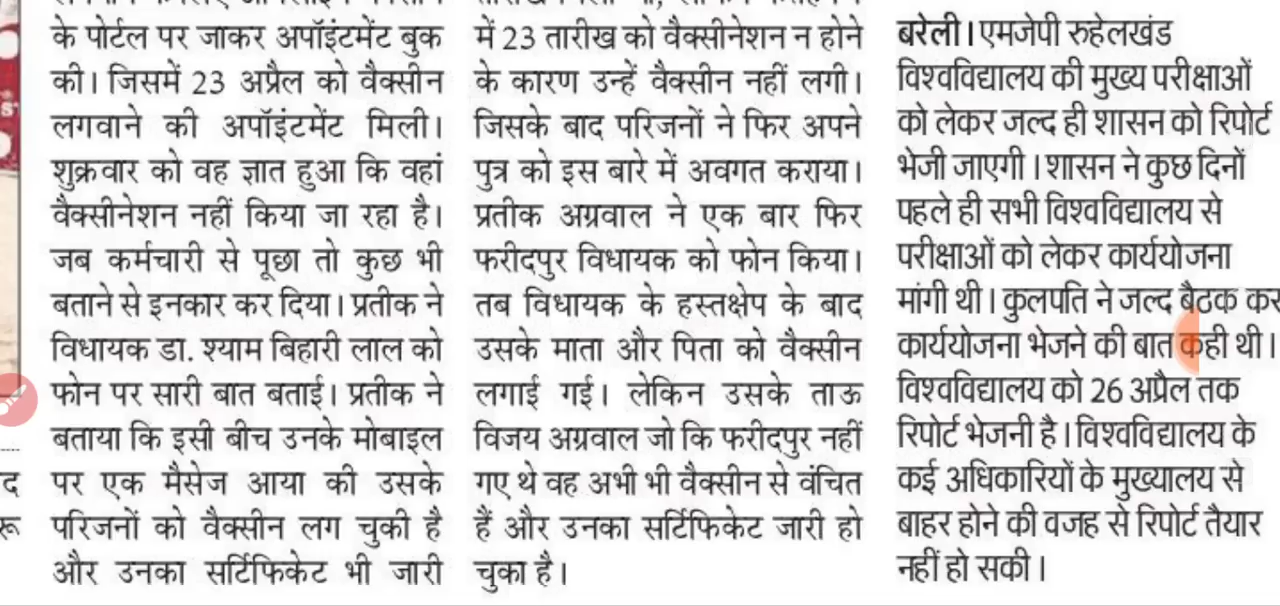 के पोर्टल पर जाकर अपॉइंटमेंट बुक
की। जिसमें 23 अप्रैल को वैक्सीन
लगवाने की अपॉइंटमेंट मिली।
शुक्रवार को वह ज्ञात हुआ कि वहां
वैक्सीनेशन नहीं किया जा रहा है।
जब कर्मचारी से पूछा तो कुछ भी
बताने से इनकार कर दिया। प्रतीक ने
विधायक डा. श्याम बिहारी लाल को
फोन पर सारी बात बताई। प्रतीक ने
बताया कि इसी बीच उनके मोबाइल
पर एक मैसेज आया की उसके
परिजनों को वैक्सीन लग चुकी है
और उनका सर्टिफिकेट भी जारी
में 23 तारीख को वैक्सीनेशन न होने
के कारण उन्हें वैक्सीन नहीं लगी।
जिसके बाद परिजनों ने फिर अपने
पुत्र को इस बारे में अवगत कराया।
प्रतीक अग्रवाल ने एक बार फिर
फरीदपुर विधायक को फोन किया।
तब विधायक के हस्तक्षेप के बाद
उसके माता और पिता को वैक्सीन
लगाई गई। लेकिन उसके ताऊ
विजय अग्रवाल जो कि फरीदपुर नहीं
गए थे वह अभी भी वैक्सीन से वंचित
हैं और उनका सर्टिफिकेट जारी हो
चुका है।
बरेली। एमजेपी रुहेलखंड
विश्वविद्यालय की मुख्य परीक्षाओं
को लेकर जल्द ही शासन को रिपोर्ट
भेजी जाएगी। शासन ने कुछ दिनों
पहले ही सभी विश्वविद्यालय से
परीक्षाओं को लेकर कार्ययोजना
मांगी थी। कुलपति ने जल्द बैठक कर
कार्ययोजना भेजने की बात कही थी।
विश्वविद्यालय को 26 अप्रैल तक
रिपोर्ट भेजनी है। विश्वविद्यालय के
कई अधिकारियों के मुख्यालय से
बाहर होने की वजह से रिपोर्ट तैयार
नहीं हो सकी।